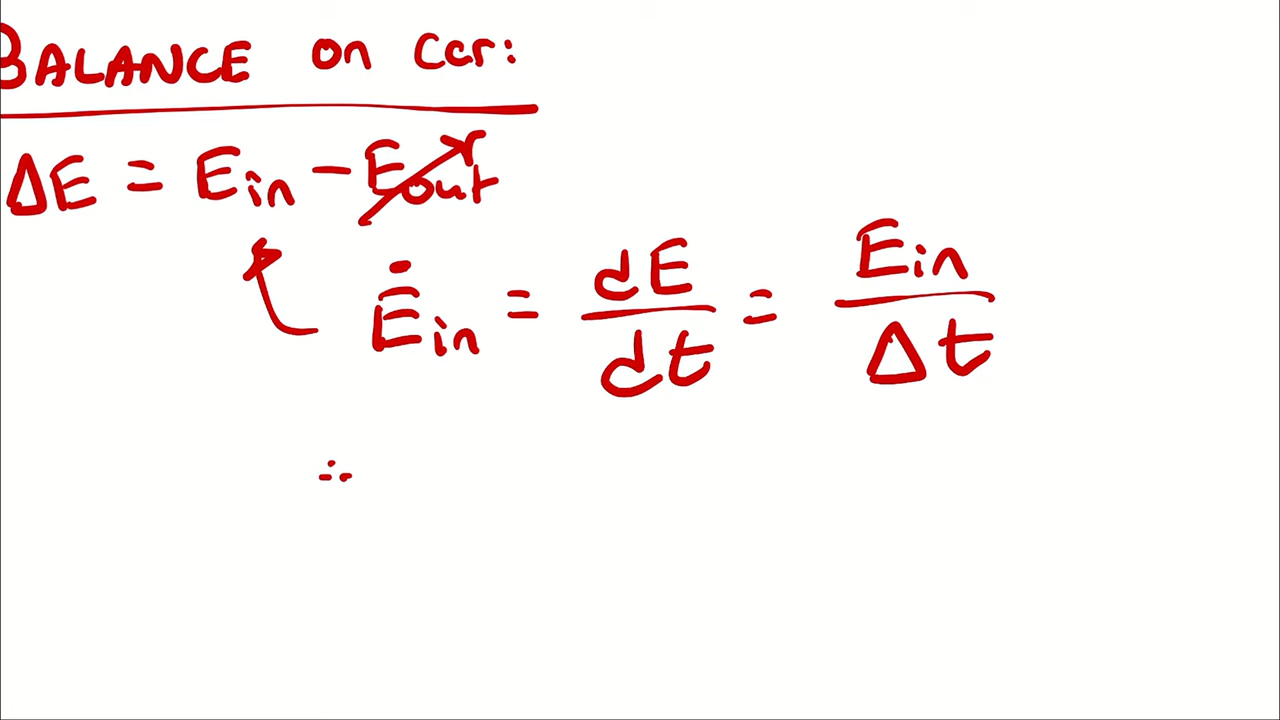 BALANCE on car:
ΔE = Ein − Eout
Ėin = dE/dt = Ein/Δt
∴